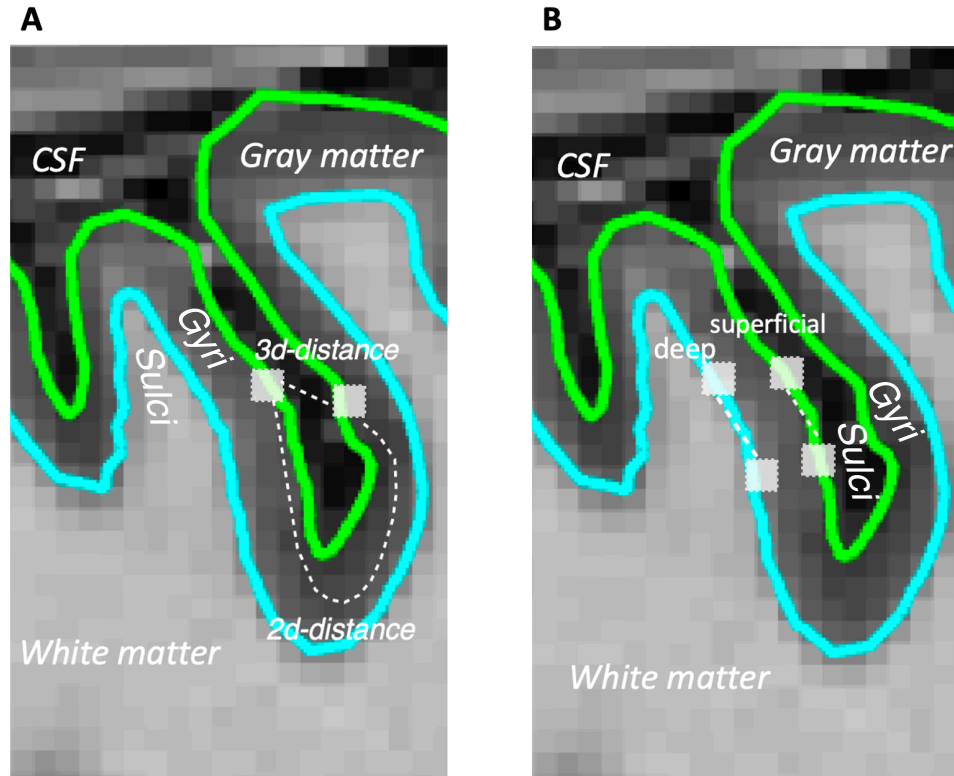 A
CSF
Gray matter
Gyri
Sulci
3d-distance
2d-distance
White matter
B
CSF
Gray matter
superficial
deep
Gyri
Sulci
White matter